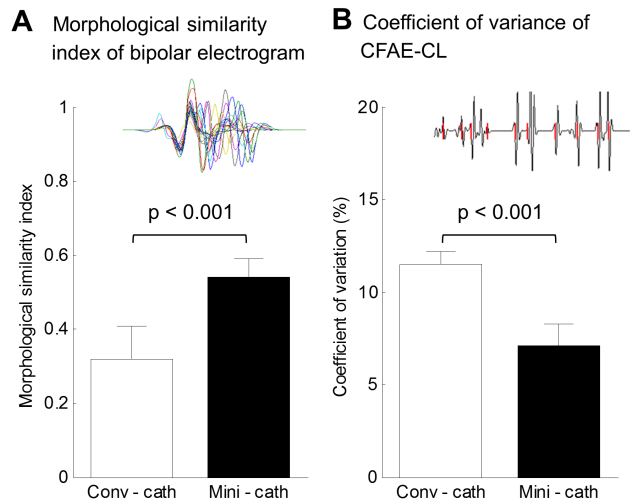 A Morphological similarity
index of bipolar electrogram
Morphological similarity index
1
0.8
0.6
0.4
0.2
0
p < 0.001
Conv - cath Mini - cath
B Coefficient of variance of
CFAE-CL
Coefficient of variation (%)
20
15
10
5
0
p < 0.001
Conv - cath Mini - cath